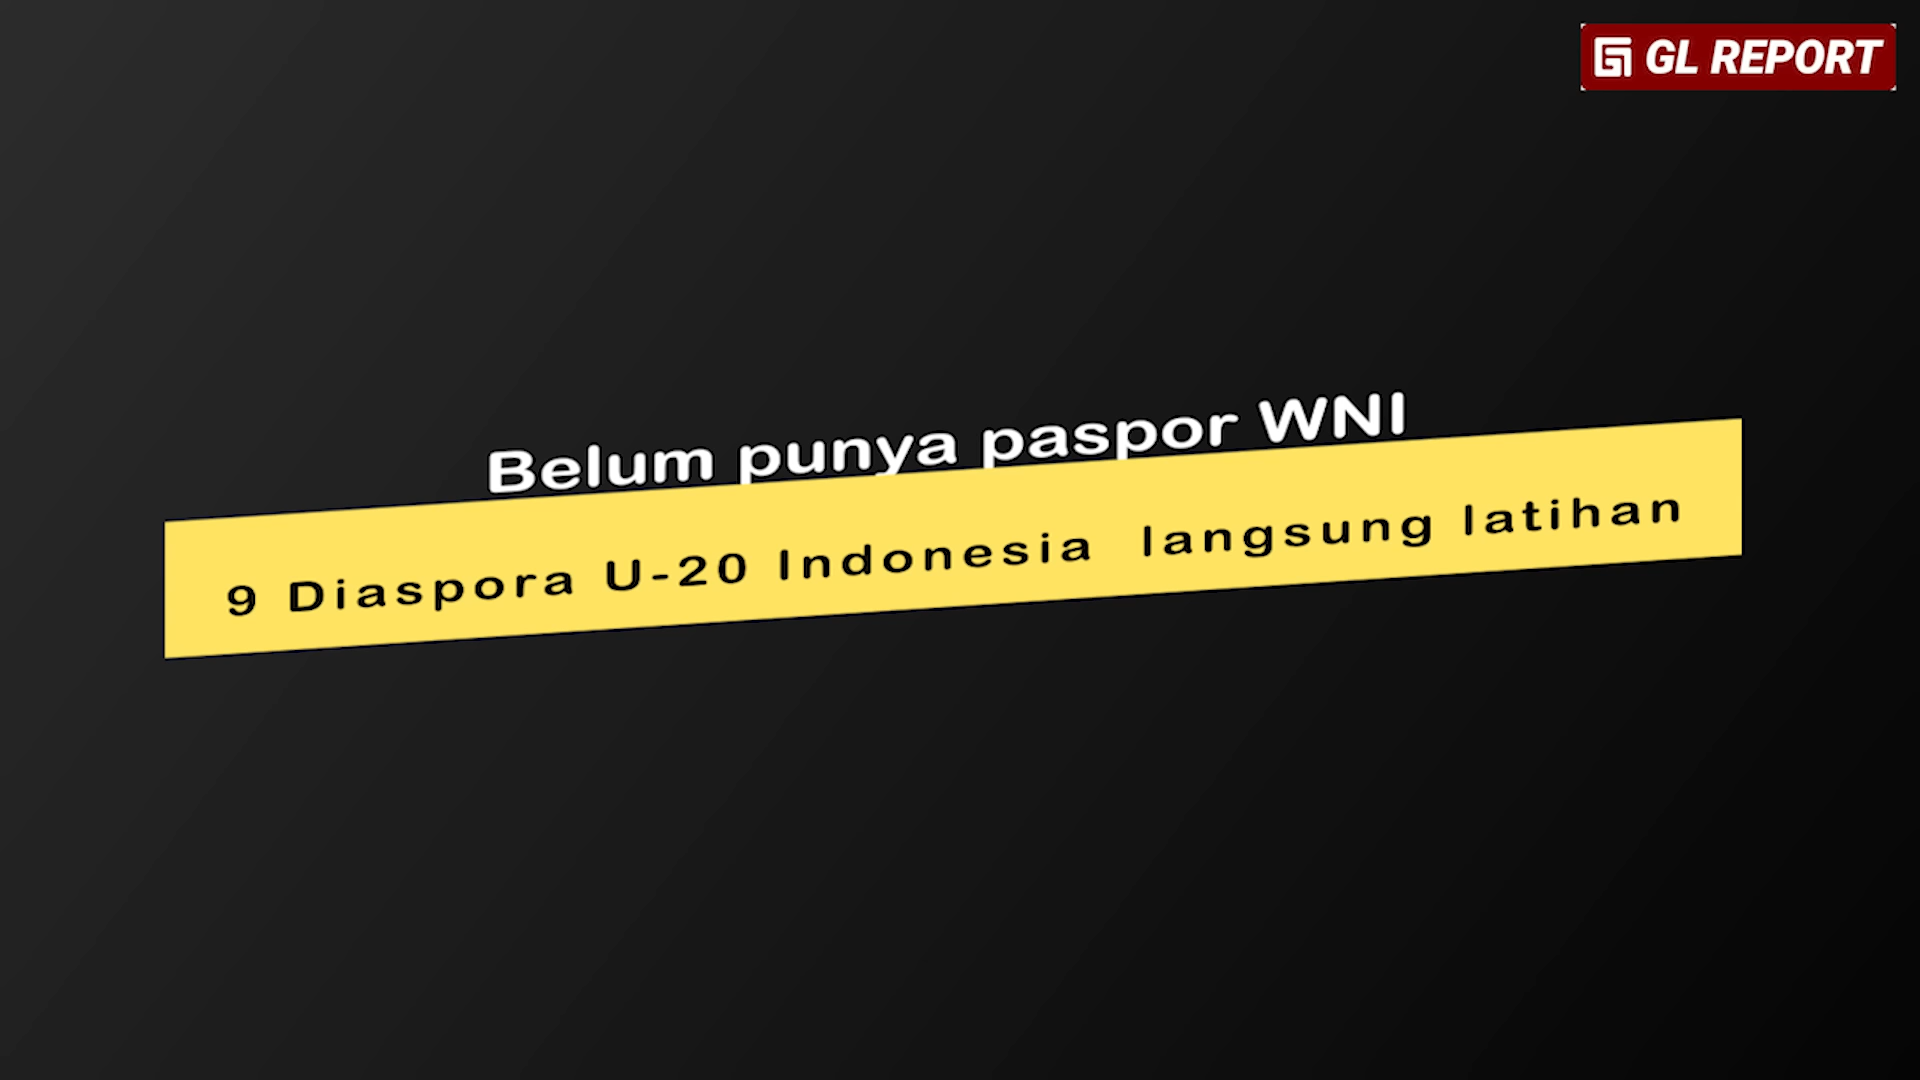 GL REPORT
Belum punya paspor WNI
9 Diaspora U-20 Indonesia langsung latihan